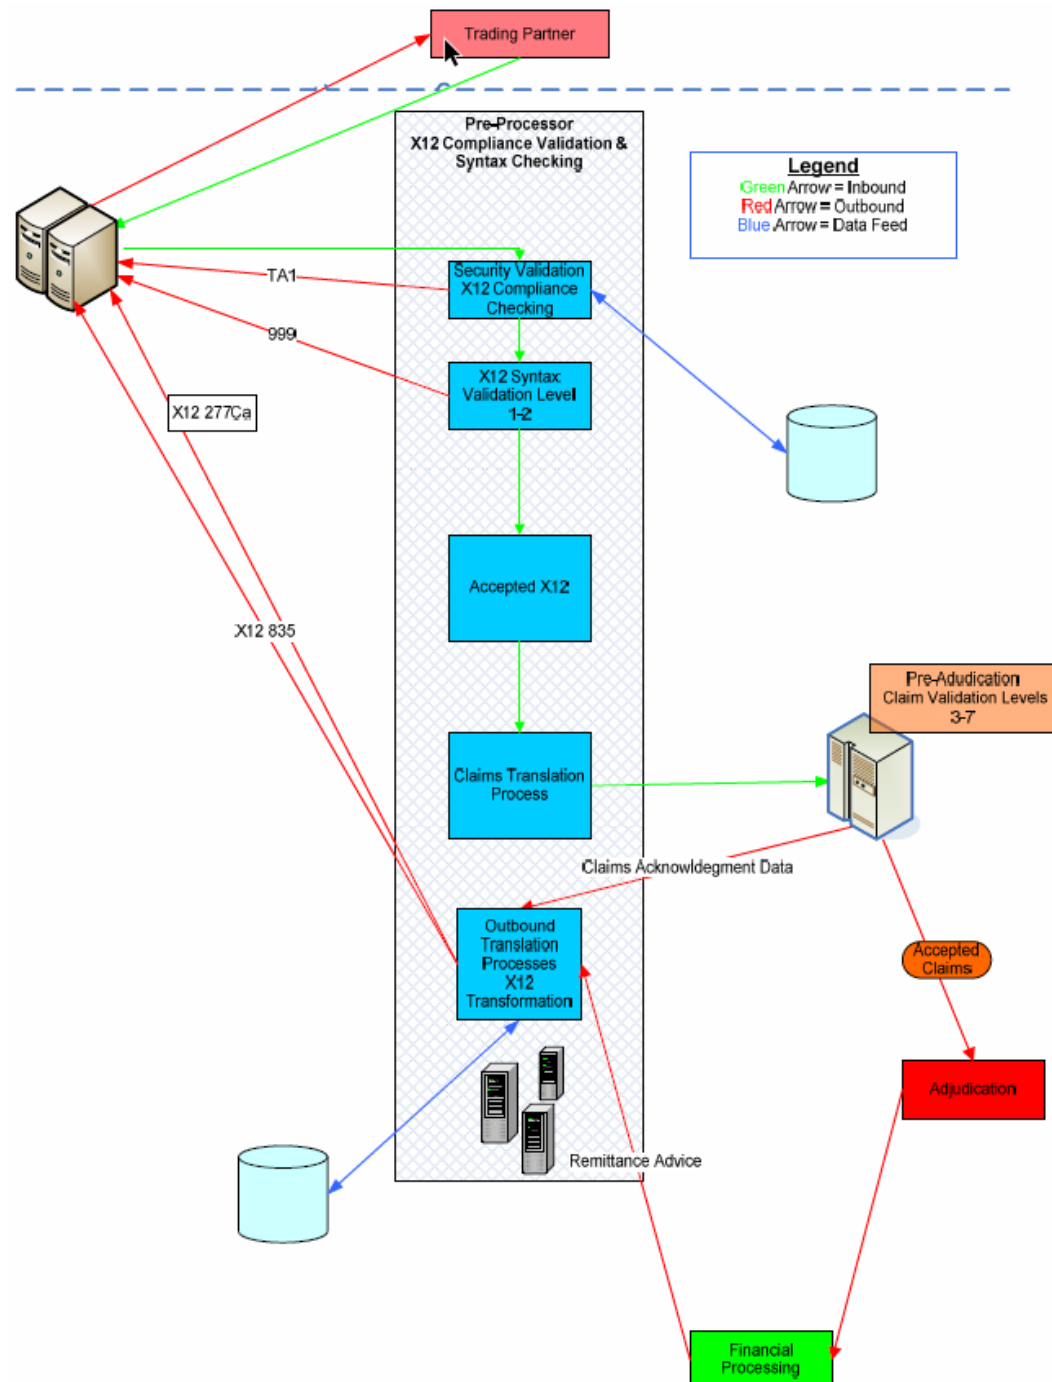 Trading Partner
Pre-Processor
X12 Compliance Validation &
Syntax Checking
Legend
Green Arrow = Inbound
Red Arrow = Outbound
Blue Arrow = Data Feed
Security Validation
X12 Compliance
Checking
TA1
999
X12 Syntax
Validation Level
1-2
X12 277Ca
Accepted X12
X12 835
Pre-Adudication
Claim Validation Levels
3-7
Claims Translation
Process
Claims Acknowldegment Data
Outbound
Translation
Processes
X12
Transformation
Accepted
Claims
Adjudication
Remittance Advice
Financial
Processing